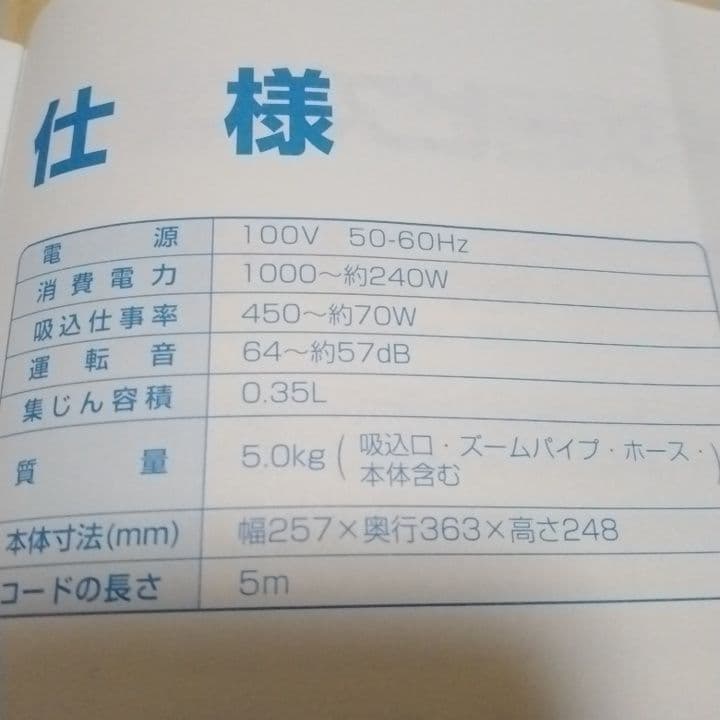 仕様
電源 100V 50-60Hz
消費電力 1000～約240W
吸込仕事率 450～約70W
運転音 64～約57dB
集じん容積 0.35L
質量 5.0kg(吸込口・ズームパイプ・ホース・
本体含む)
本体寸法(mm) 幅257×奥行363×高さ248
コードの長さ 5m